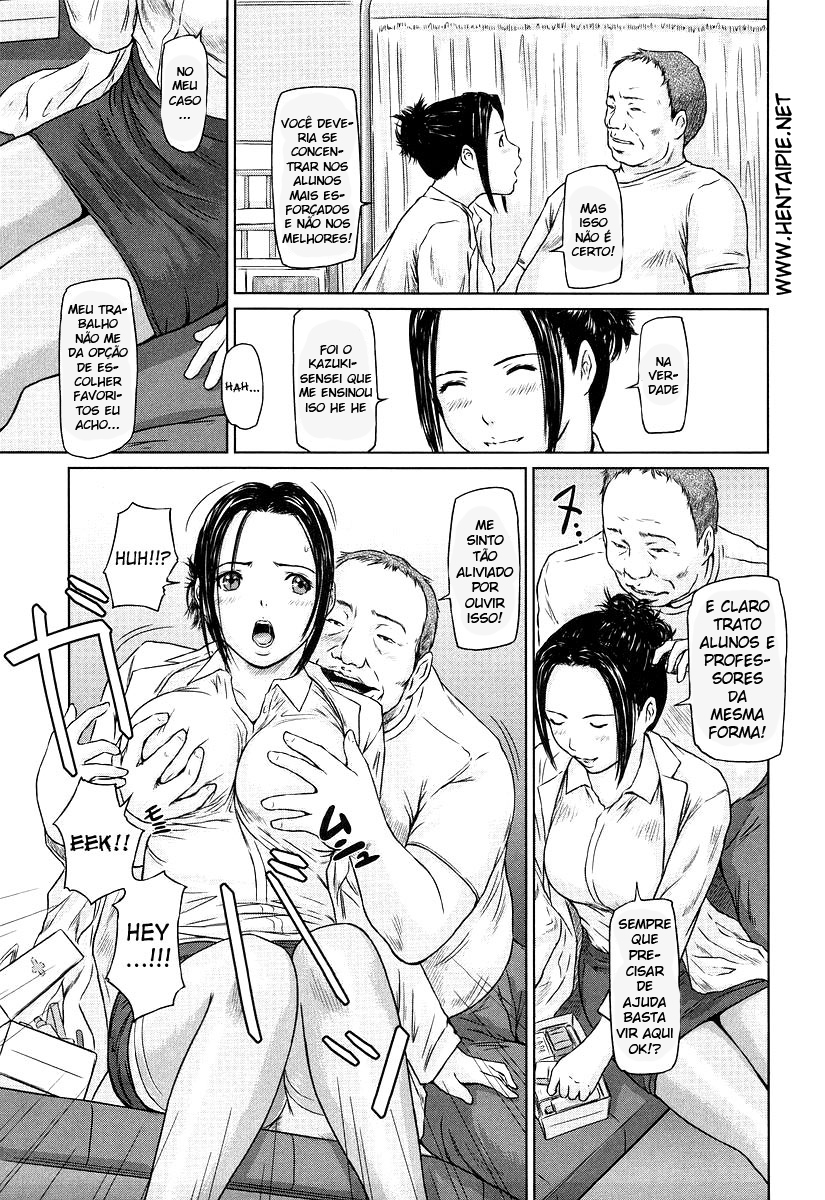 WWW.HENTAIPIE.NET
MAS
ISSO
NÃO É
CERTO!
VOCÊ DEVE-
RIA SE
CONCEN-
TRAR NOS
ALUNOS
MAIS ES-
FORÇADOS
E NÃO NOS
MELHORES!
NO
MEU
CASO
...
NA
VER-
DADE
FOI O
KAZUKI-
SENSEI QUE
ME ENSINOU
ISO HE HE
HAH...
MEU TRA-
BALHO
NÃO ME
DA OPÇÃO
DE ES-
COLHER
FAVORI-
TOS EU
ACHO...
ス...
E CLARO
TRATO
ALUNOS E
PROFES-
SORES
DA
MESMA
FORMA!
SEMPRE
QUE
PRE-
CISAR
DE
AJUDA
BASTA
VIR AQUI
OK!?
ME
SINTO
TÃO
ALIVIADO
POR
OUVIR
ISSO!
HUH!!?
EEK!!
HEY
...!!!